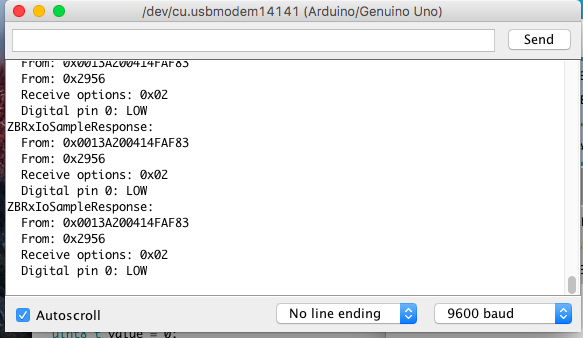 /dev/cu.usbmodem14141 (Arduino/Genuino Uno)
Send
From: 0x0013A200414FAF83
From: 0x2956
Receive options: 0x02
Digital pin 0: LOW
ZBRxIoSampleResponse:
From: 0x0013A200414FAF83
From: 0x2956
Receive options: 0x02
Digital pin 0: LOW
ZBRxIoSampleResponse:
From: 0x0013A200414FAF83
From: 0x2956
Receive options: 0x02
Digital pin 0: LOW
Autoscroll No line ending 9600 baud
uint8_t value = 0;